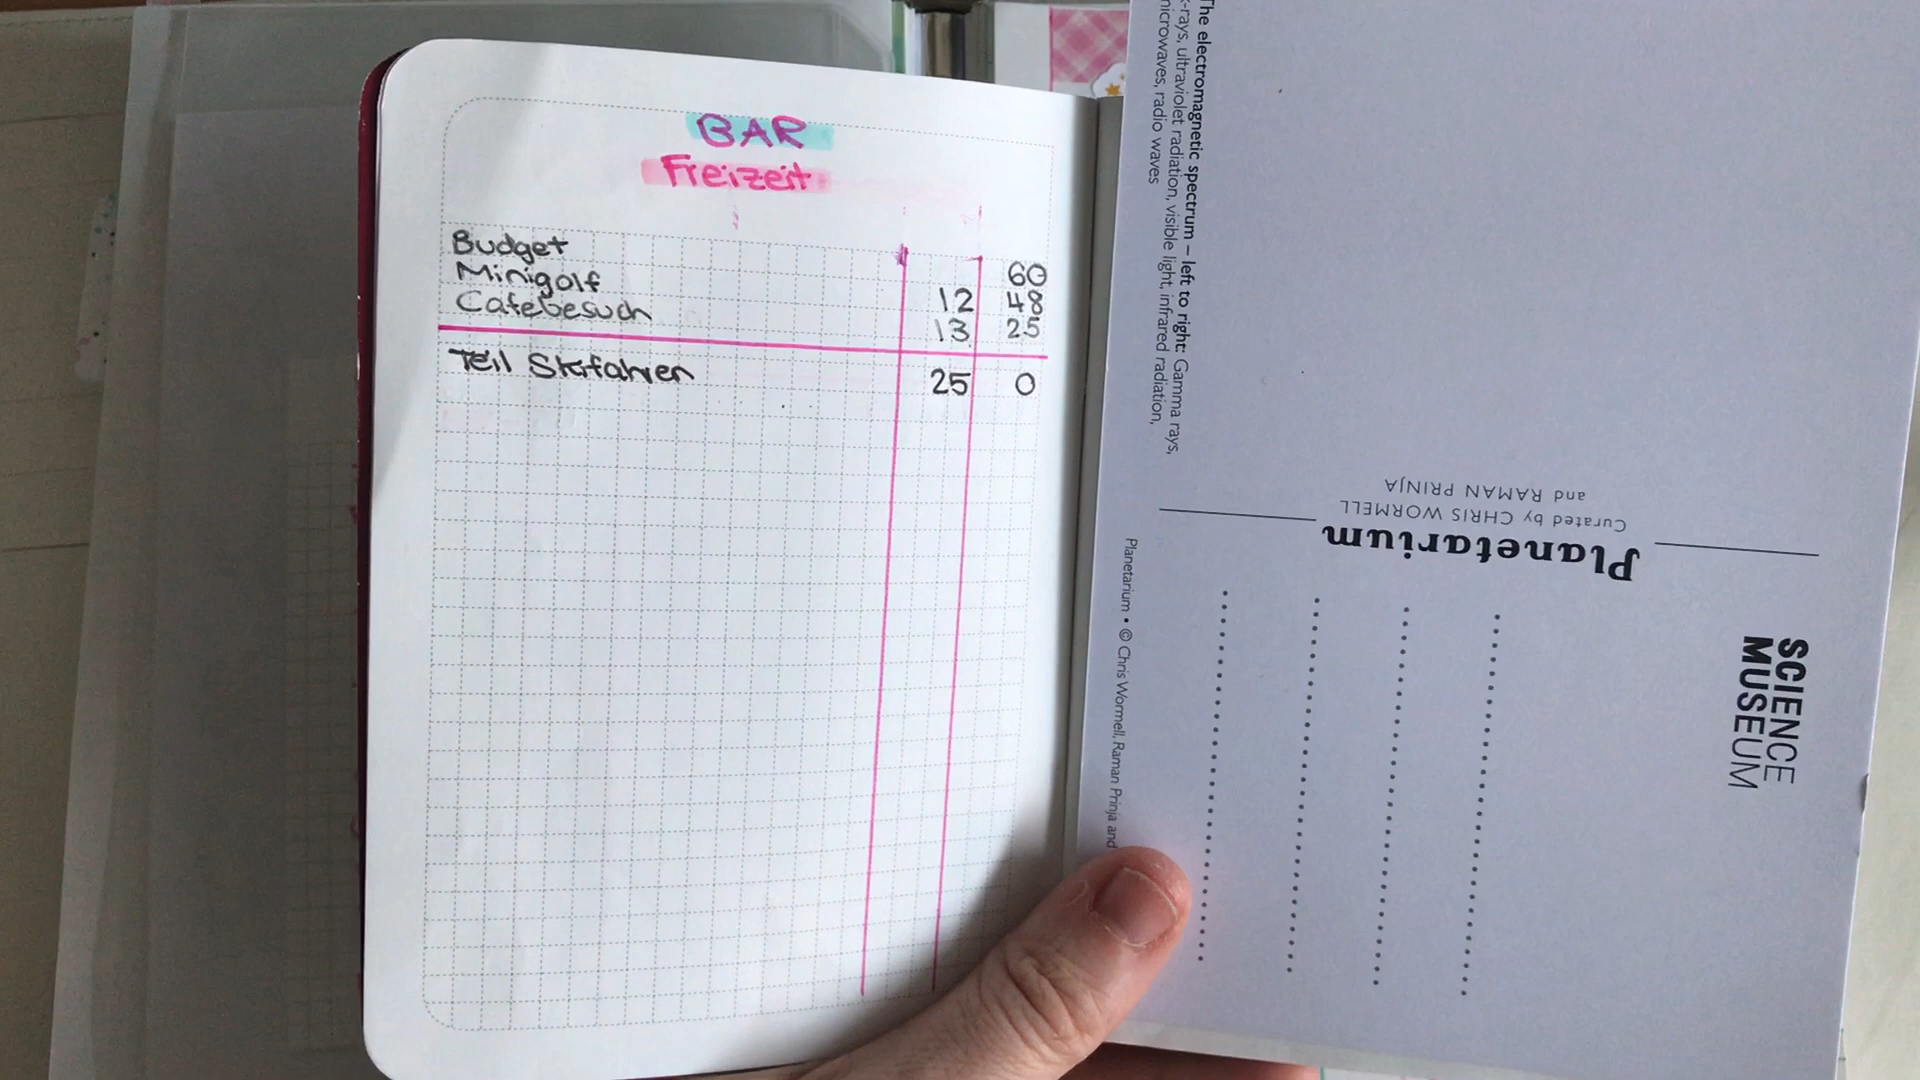 BAR
Freizeit
Budget 60
Minigolf 12 48
Cafebesuch 13 25
Teil Skifahren 25 0
The electromagnetic spectrum – left to right: Gamma rays,
x-rays, ultraviolet radiation, visible light, infrared radiation,
microwaves, radio waves
Planetarium
Curated by CHRIS WORMELL
and RAMAN PRINJA
Planetarium • © Chris Wormell, Raman Prinja and
SCIENCE
MUSEUM